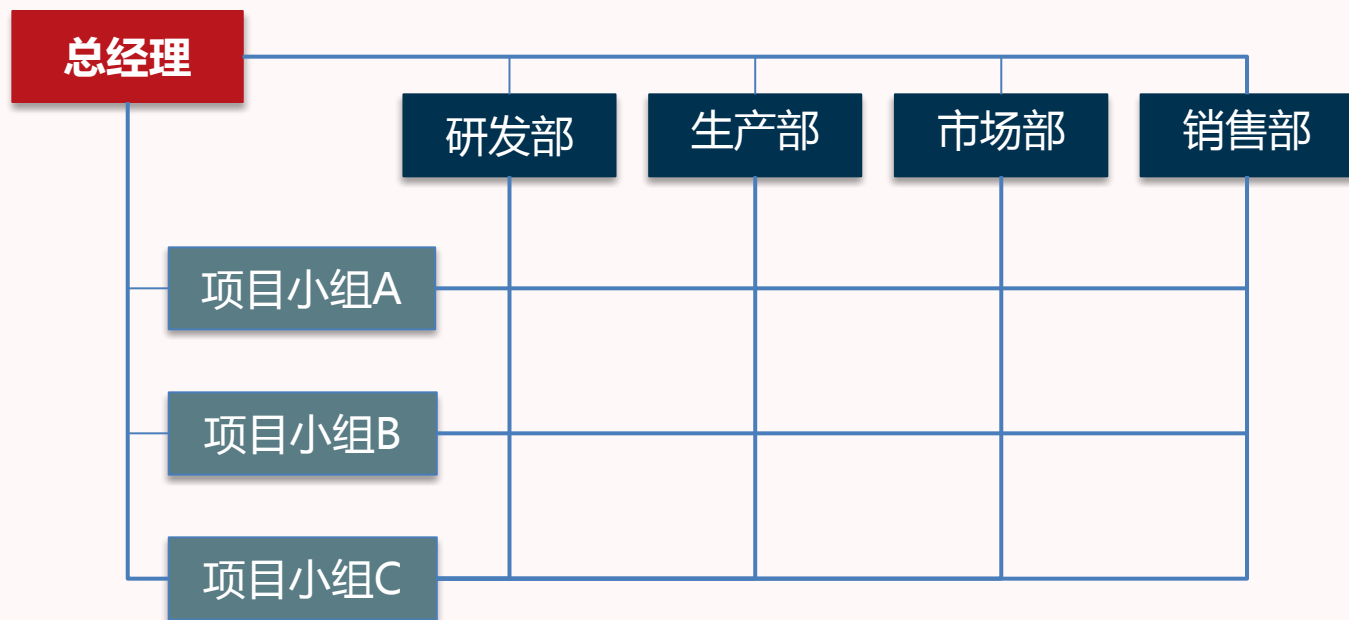 总经理
研发部
生产部
市场部
销售部
项目小组A
项目小组B
项目小组C